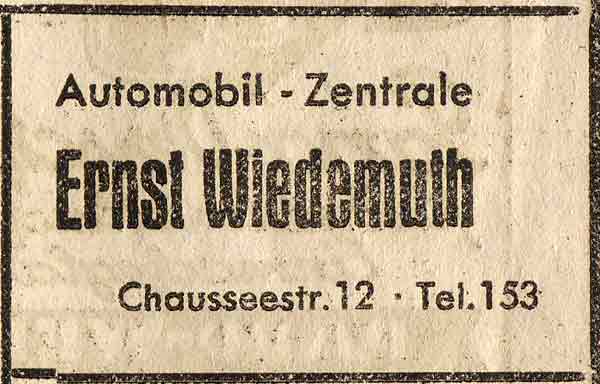 Automobil - Zentrale
Ernst Wiedemuth
Chausseestr. 12 · Tel. 153